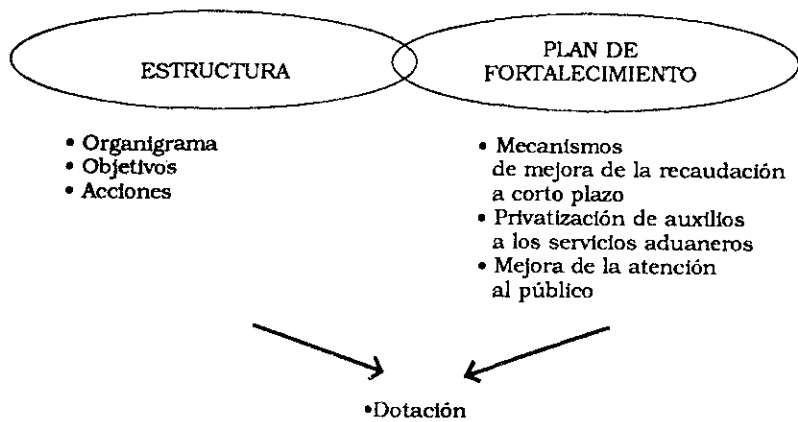 ESTRUCTURA
PLAN DE
FORTALECIMIENTO
• Organigrama
• Objetivos
• Acciones
• Mecanismos
de mejora de la recaudación
a corto plazo
• Privatización de auxilios
a los servicios aduaneros
• Mejora de la atención
al público
•Dotación